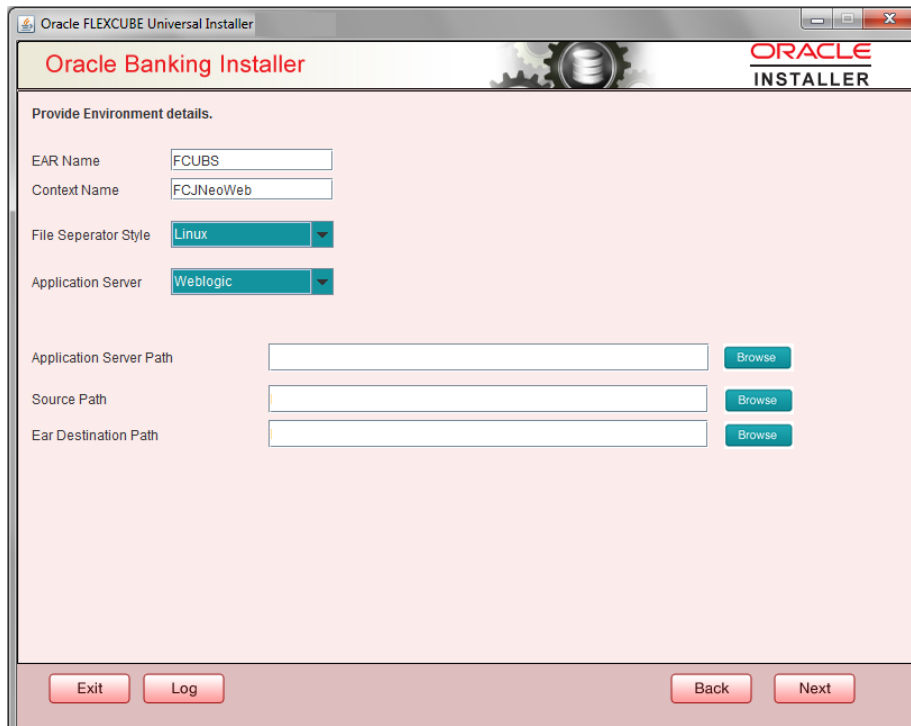 Oracle FLEXCUBE Universal Installer
Oracle Banking Installer
ORACLE
INSTALLER
Provide Environment details.
EAR Name FCUBS
Context Name FCJNeoWeb
File Seperator Style Linux
Application Server Weblogic
Application Server Path Browse
Source Path Browse
Ear Destination Path Browse
Exit Log Back Next